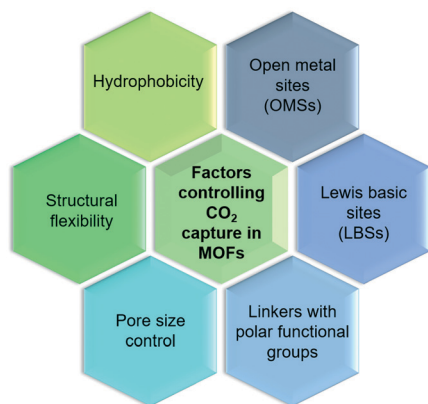 Hydrophobicity
Open metal
sites
(OMSs)
Structural
flexibility
Factors
controlling
CO₂
capture in
MOFs
Lewis basic
sites
(LBSs)
Pore size
control
Linkers with
polar functional
groups